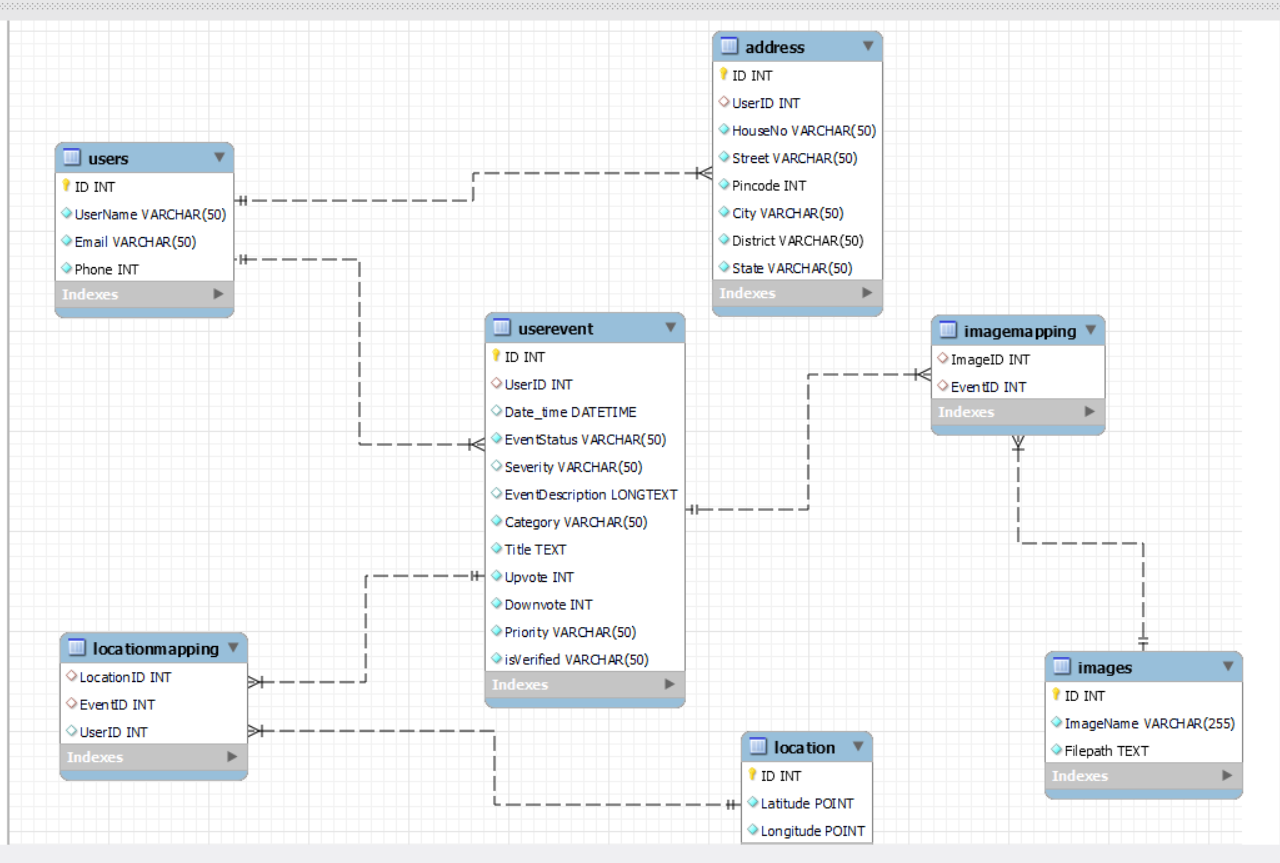 address
ID INT
UserID INT
HouseNo VARCHAR(50)
Street VARCHAR(50)
Pincode INT
City VARCHAR(50)
District VARCHAR(50)
State VARCHAR(50)
Indexes
users
ID INT
UserName VARCHAR(50)
Email VARCHAR(50)
Phone INT
Indexes
userevent
ID INT
UserID INT
Date_time DATETIME
EventStatus VARCHAR(50)
Severity VARCHAR(50)
EventDescription LONGTEXT
Category VARCHAR(50)
Title TEXT
Upvote INT
Downvote INT
Priority VARCHAR(50)
isVerified VARCHAR(50)
Indexes
imagemapping
ImageID INT
EventID INT
Indexes
locationmapping
LocationID INT
EventID INT
UserID INT
Indexes
images
ID INT
ImageName VARCHAR(255)
Filepath TEXT
Indexes
location
ID INT
Latitude POINT
Longitude POINT